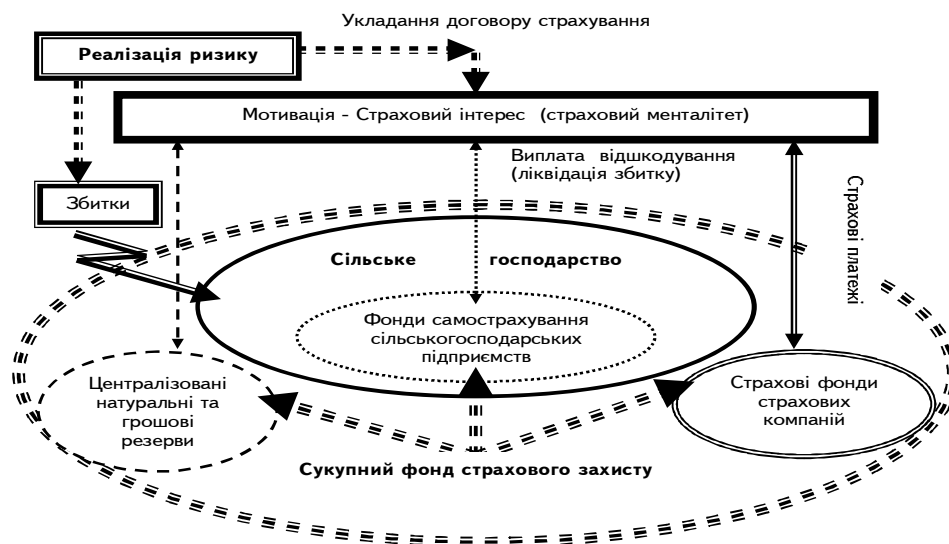 Укладання договору страхування
Реалізація ризику
Мотивація - Страховий інтерес (страховий менталітет)
Виплата відшкодування
(ліквідація збитку)
Збитки
Страхові платежі
Сільське господарство
Фонди самострахування
сільськогосподарських
підприємств
Централізовані
натуральні та
грошові
резерви
Страхові фонди
страхових
компаній
Сукупний фонд страхового захисту